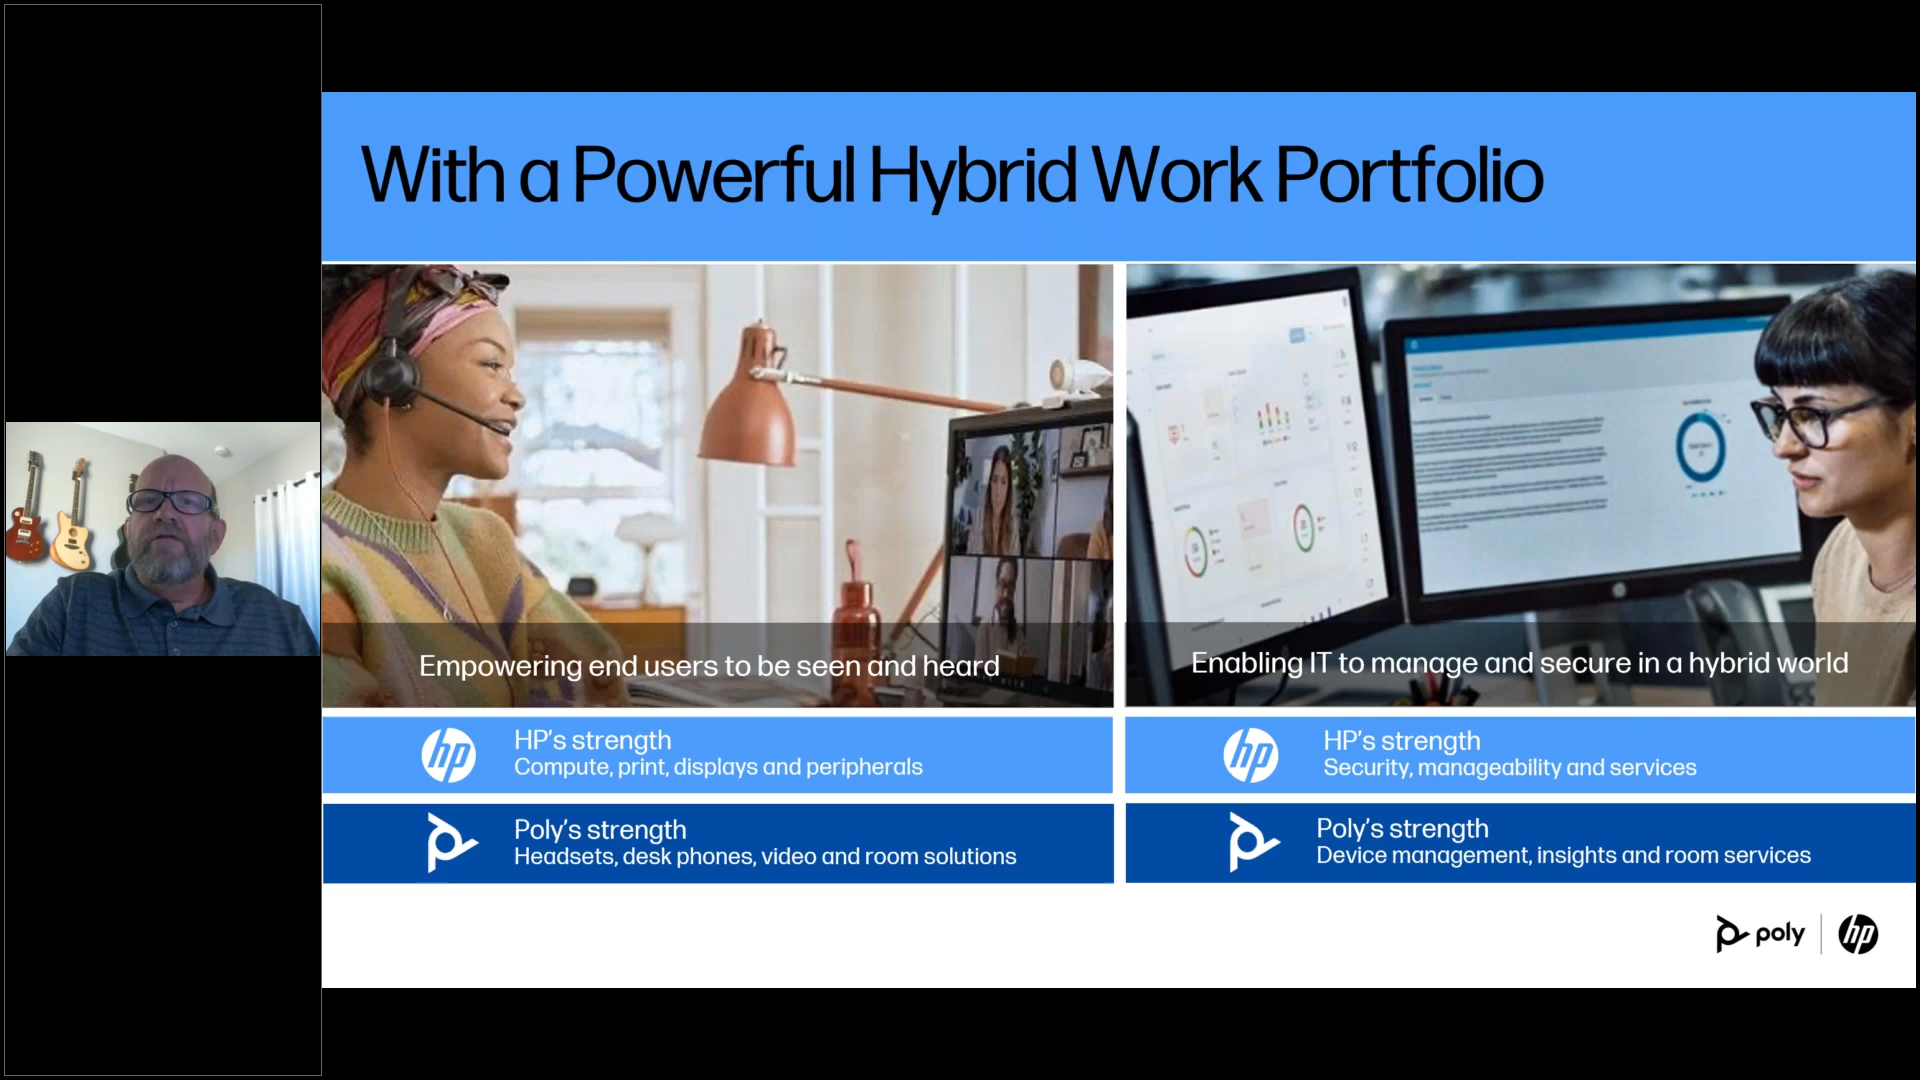 With a Powerful Hybrid Work Portfolio
Empowering end users to be seen and heard
hp
HP's strength
Compute, print, displays and peripherals
Poly's strength
Headsets, desk phones, video and room solutions
Enabling IT to manage and secure in a hybrid world
hp
HP's strength
Security, manageability and services
Poly's strength
Device management, insights and room services
poly
hp